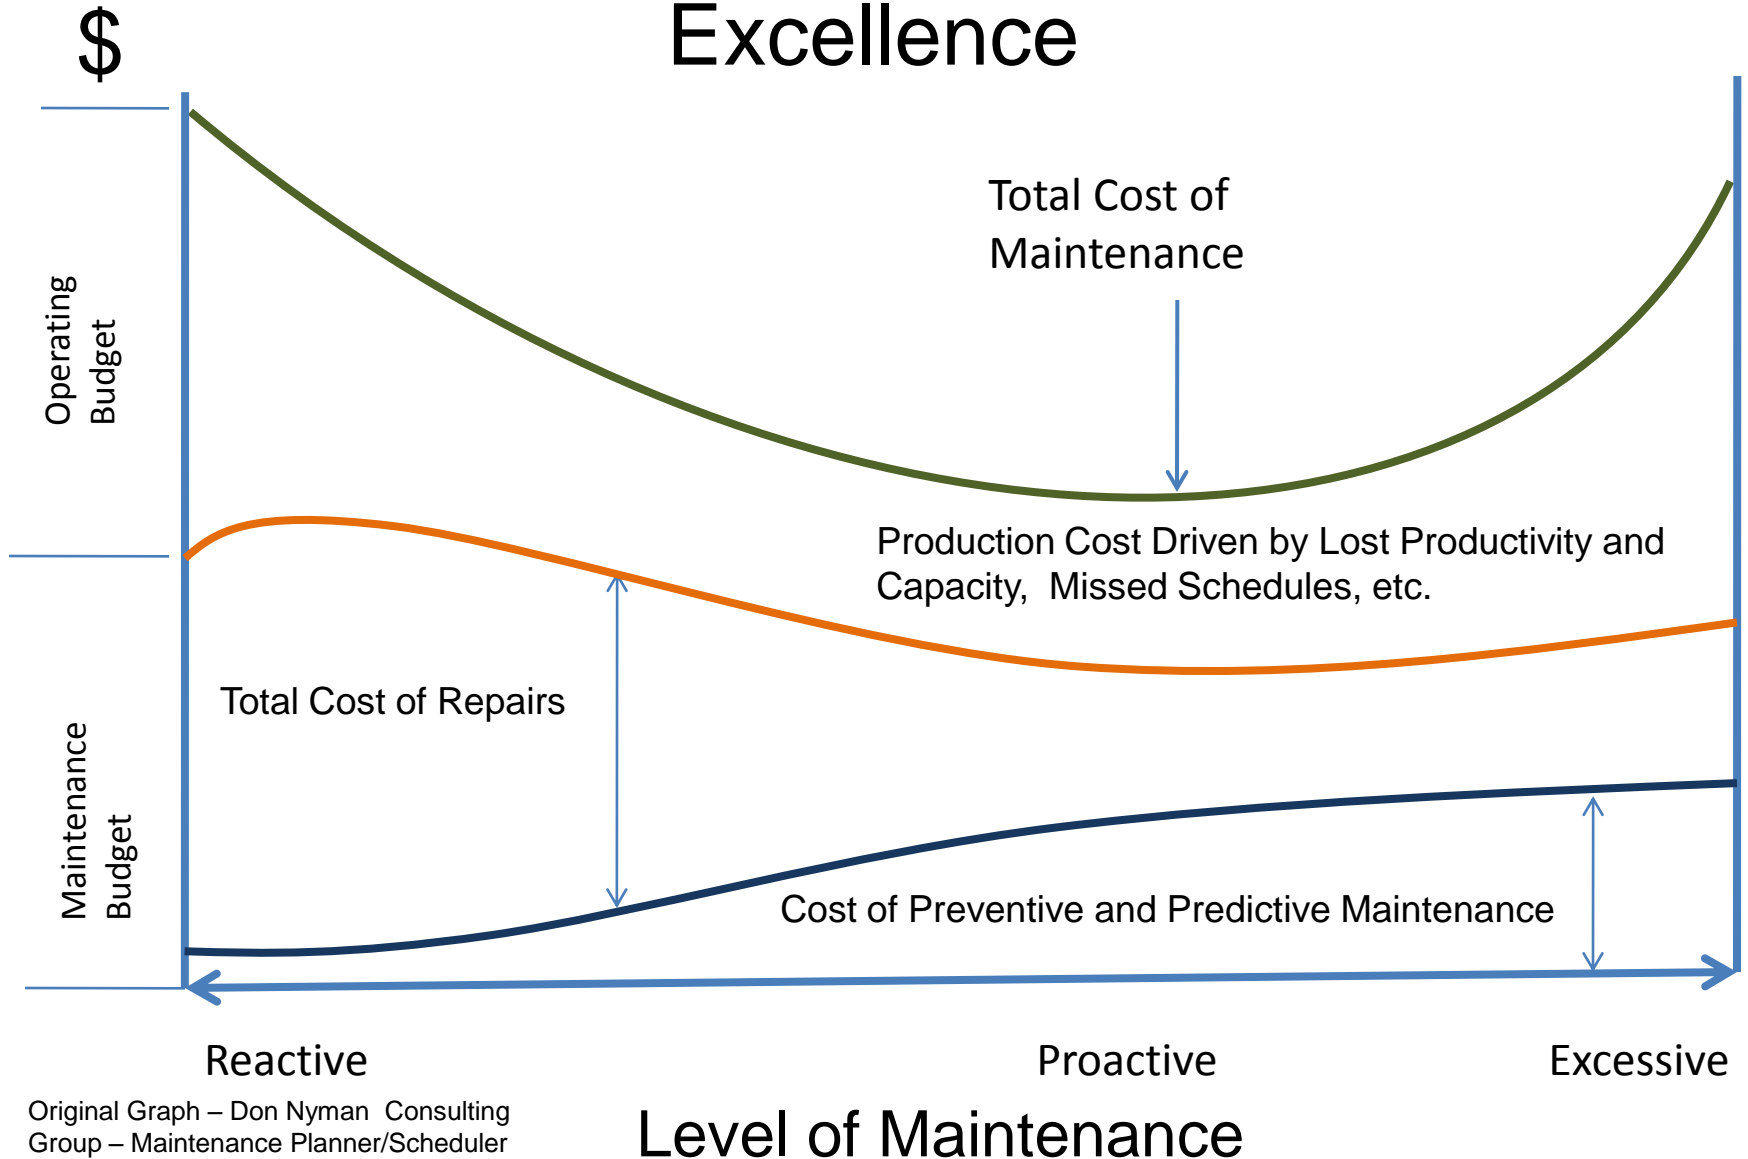 $
Excellence
Total Cost of
Maintenance
Operating
Budget
Production Cost Driven by Lost Productivity and
Capacity,  Missed Schedules, etc.
Total Cost of Repairs
Maintenance
Budget
Cost of Preventive and Predictive Maintenance
Reactive
Proactive
Excessive
Original Graph – Don Nyman  Consulting
Group – Maintenance Planner/Scheduler
Level of Maintenance